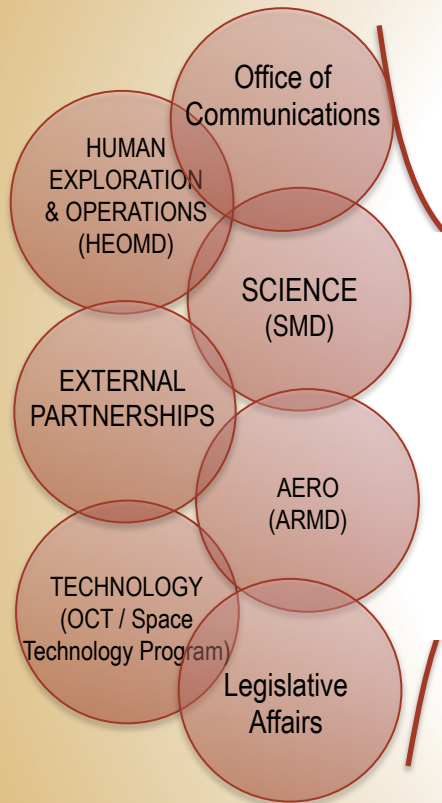 Office of
Communications
HUMAN
EXPLORATION
& OPERATIONS
(HEOMD)
SCIENCE
(SMD)
EXTERNAL
PARTNERSHIPS
AERO
(ARMD)
TECHNOLOGY
(OCT / Space
Technology Program)
Legislative
Affairs